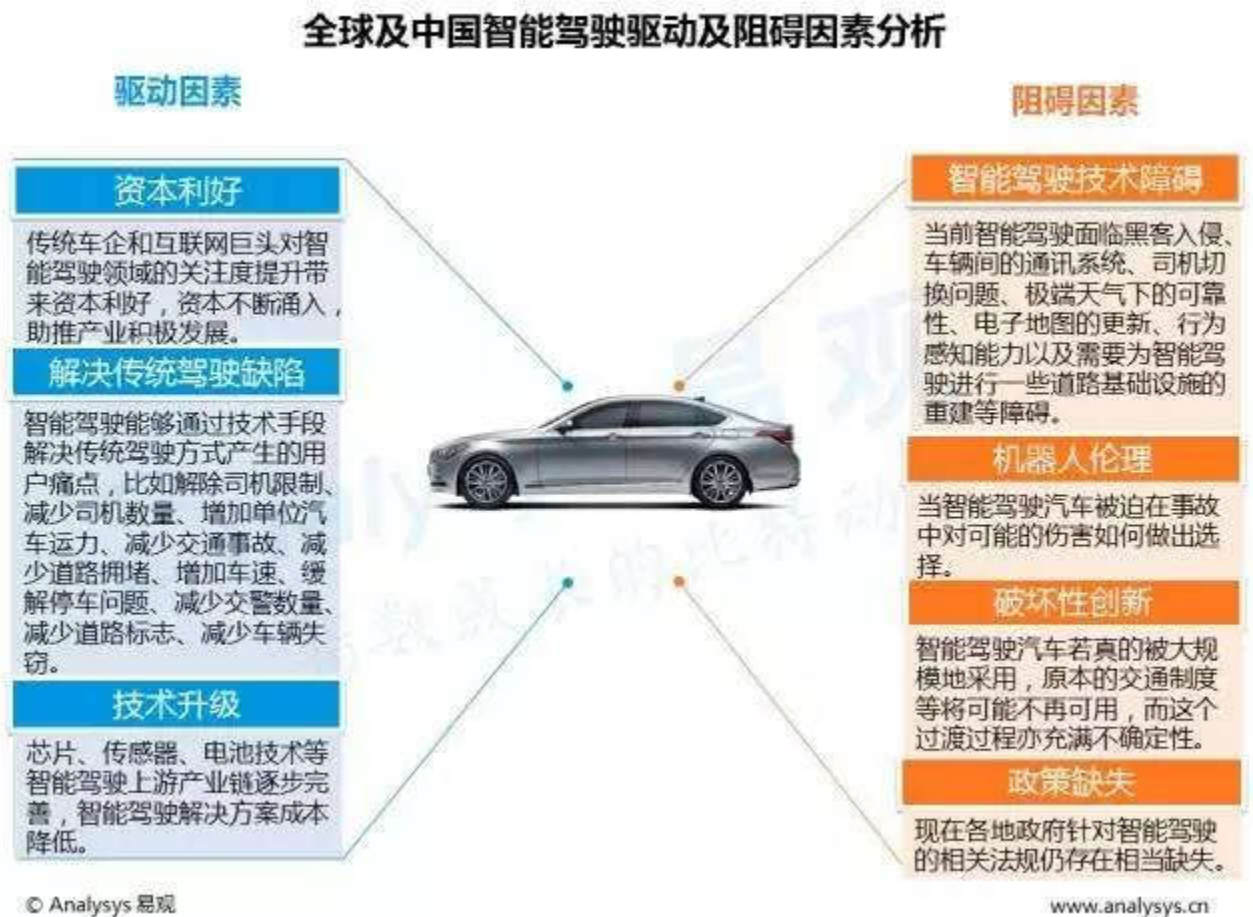 全球及中国智能驾驶驱动及阻碍因素分析
驱动因素
资本利好
传统车企和互联网巨头对智
能驾驶领域的关注度提升带
来资本利好，资本不断涌入，
助推产业积极发展。
解决传统驾驶缺陷
智能驾驶能够通过技术手段
解决传统驾驶方式产生的用
户痛点，比如解除司机限制、
减少司机数量、增加单位汽
车运力、减少交通事故、减
少道路拥堵、增加车速、缓
解停车问题、减少交警数量、
减少道路标志、减少车辆失
窃。
技术升级
芯片、传感器、电池技术等
智能驾驶上游产业链逐步完
善，智能驾驶解决方案成本
降低。
阻碍因素
智能驾驶技术障碍
当前智能驾驶面临黑客入侵、
车辆间的通讯系统、司机切
换问题、极端天气下的可靠
性、电子地图的更新、行为
感知能力以及需要为智能驾
驶进行一些道路基础设施的
重建等障碍。
机器人伦理
当智能驾驶汽车被迫在事故
中对可能的伤害如何做出选
择。
破坏性创新
智能驾驶汽车若真的被大规
模地采用，原本的交通制度
等将可能不再可用，而这个
过渡过程亦充满不确定性。
政策缺失
现在各地政府针对智能驾驶
的相关法规仍存在相当缺失。
© Analysys 易观
www.analysys.cn